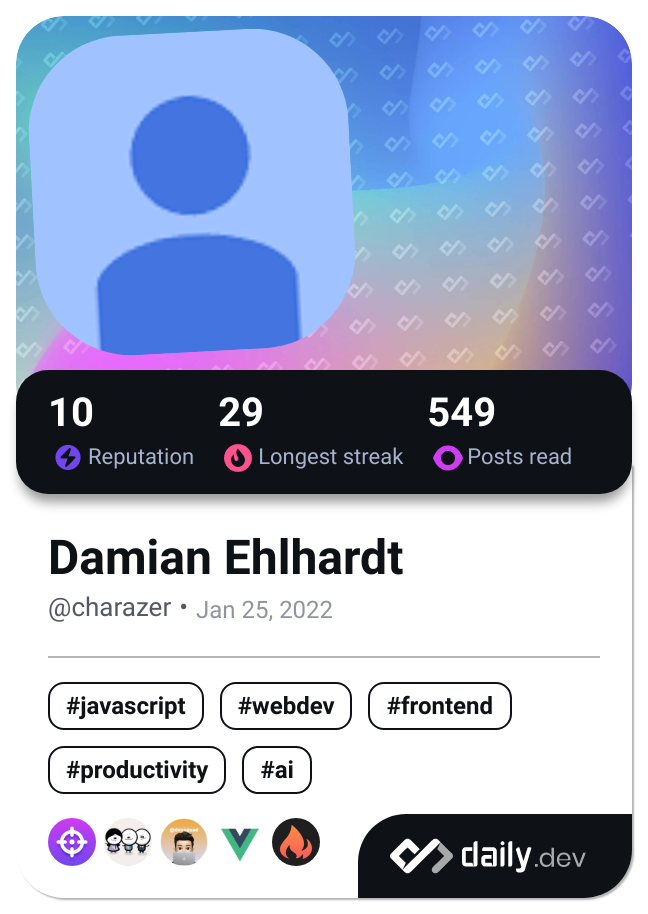 10 29 549
Reputation Longest streak Posts read
Damian Ehlhardt
@charazer • Jan 25, 2022
#javascript #webdev #frontend
#productivity #ai
daily.dev